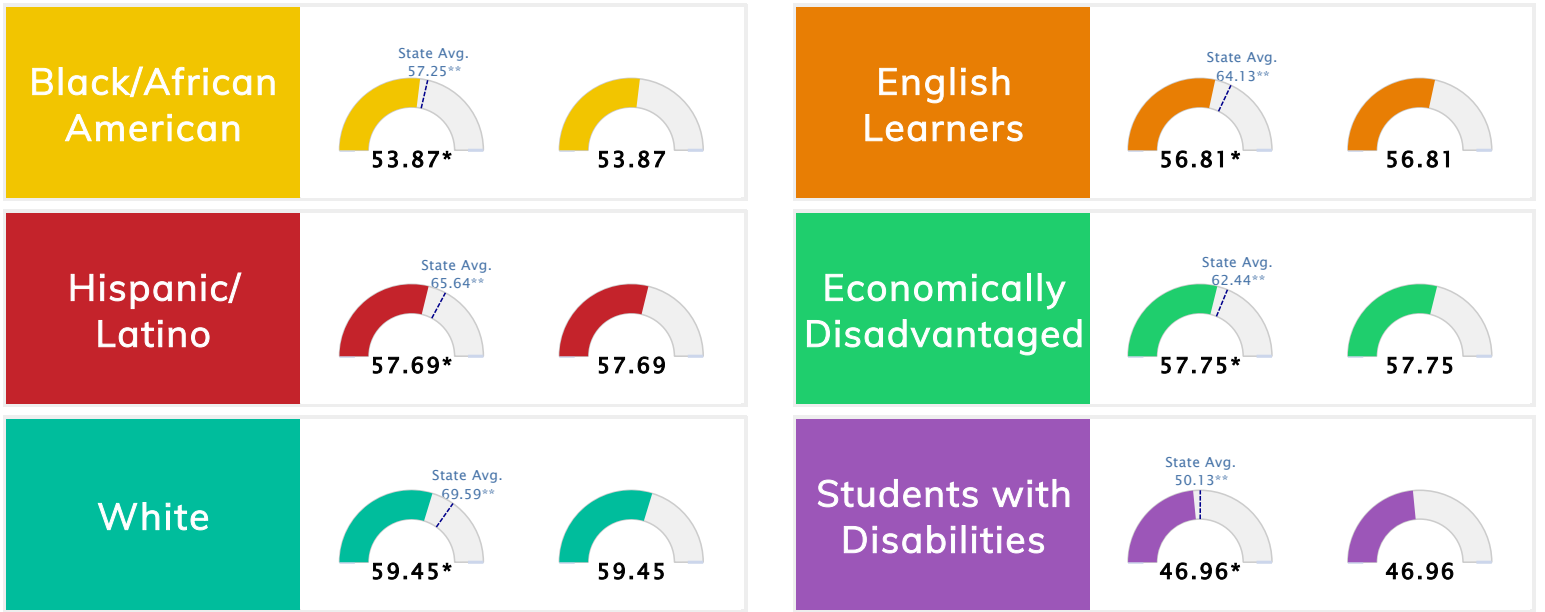 Black/African
American
State Avg.
57.25**
53.87*
53.87
English
Learners
State Avg.
64.13**
56.81*
56.81
Hispanic/
Latino
State Avg.
65.64**
57.69*
57.69
Economically
Disadvantaged
State Avg.
62.44**
57.75*
57.75
White
State Avg.
69.59**
59.45*
59.45
Students with
Disabilities
State Avg.
50.13**
46.96*
46.96